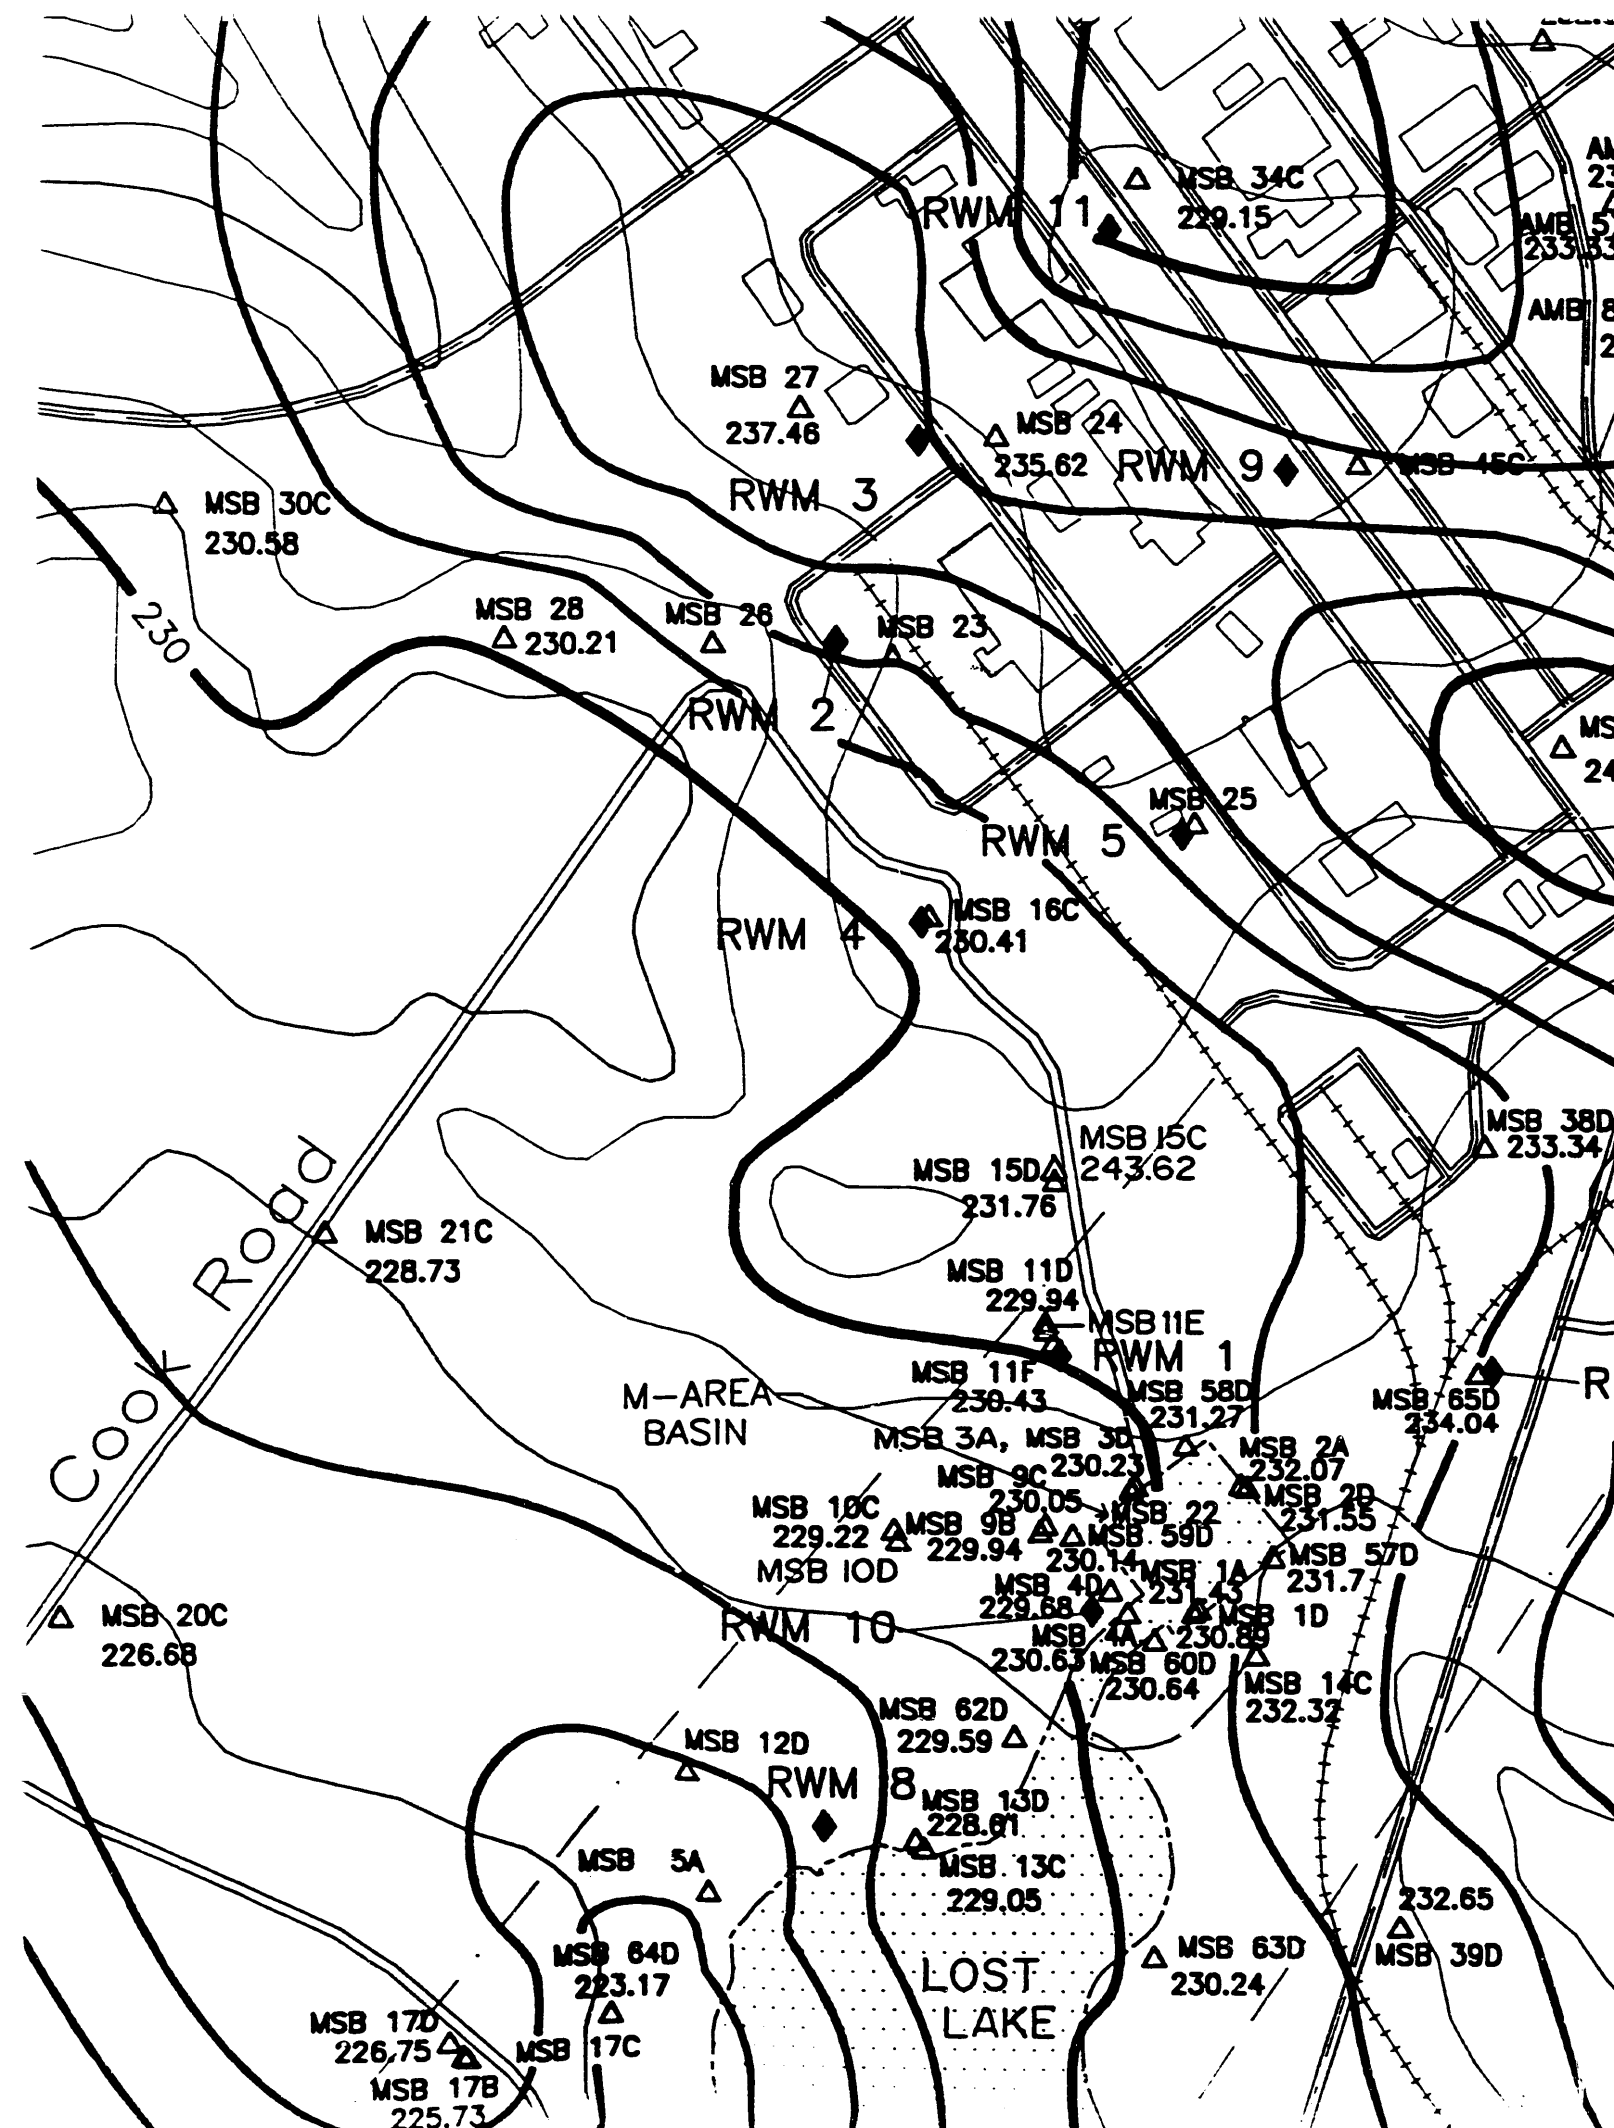 MSB 34C
RWM 11
229.15
AMB 5
233.33
AMB 8
MSB 27
237.46
MSB 24
235.62
RWM 9
MSB 45C
RWM 3
MSB 30C
230.58
230
MSB 28
230.21
MSB 26
MSB 23
RWM 2
MSB 25
RWM 5
MSB 16C
230.41
RWM 4
MSB 38D
233.34
MSB 15C
243.62
MSB 15D
231.76
Cook Road
MSB 21C
228.73
MSB 11D
229.94
MSB 11E
RWM 1
MSB 11F
230.43
MSB 58D
231.27
MSB 65D
234.04
M-AREA
BASIN
MSB 3A, MSB 3D
230.23
MSB 2A
232.07
MSB 9C
230.05
MSB 2D
231.55
MSB 22
MSB 10C
229.22
MSB 9B
229.94
MSB 59D
230.14
MSB 10D
MSB 57D
231.7
MSB 1A
231.43
MSB 4D
229.68
MSB 1D
230.89
RWM 10
MSB 4A
230.63
MSB 60D
230.64
MSB 14C
232.32
MSB 20C
226.68
MSB 62D
229.59
MSB 12D
RWM 8
MSB 13D
228.61
MSB 13C
229.05
MSB 5A
232.65
MSB 39D
MSB 64D
223.17
LOST
LAKE
MSB 63D
230.24
MSB 17D
226.75
MSB 17C
MSB 17B
225.73